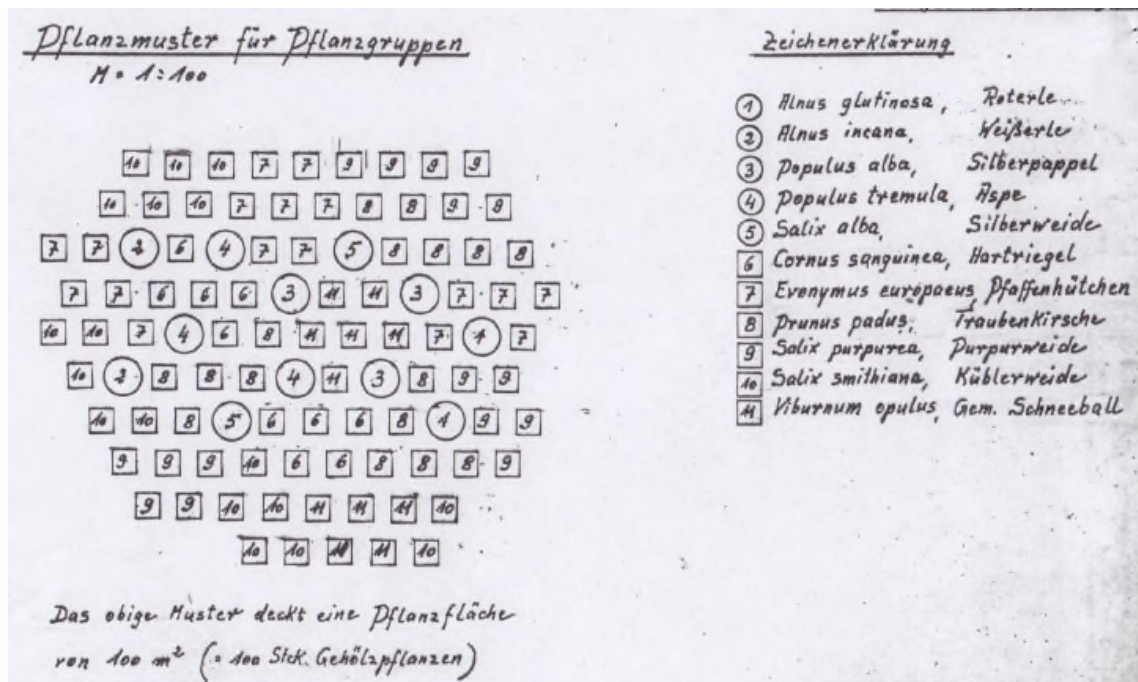 Pflanzmuster für Pflanzgruppen
M = 1:100
10 10 10 7 7 9 9 9 9
10 10 10 7 7 7 8 8 9 9
7 7 2 6 4 7 7 5 8 8 8 8
7 7 6 6 6 3 11 11 3 7 7 7
10 10 7 4 6 8 11 11 11 7 1 7
10 2 8 8 8 4 11 3 8 9 9
10 10 8 5 6 6 6 8 1 9 9
9 9 9 10 6 6 8 8 8 9
9 9 10 10 11 11 11 10
10 10 11 11 10
Das obige Muster deckt eine Pflanzfläche
von 100 m² (= 100 Stck. Gehölzpflanzen)
Zeichenerklärung
1 Alnus glutinosa, Roterle
2 Alnus incana, Weißerle
3 Populus alba, Silberpappel
4 Populus tremula, Aspe
5 Salix alba, Silberweide
6 Cornus sanguinea, Hartriegel
7 Evonymus europaeus, Pfaffenhütchen
8 Prunus padus, Traubenkirsche
9 Salix purpurea, Purpurweide
10 Salix smithiana, Küblerweide
11 Viburnum opulus, Gem. Schneeball